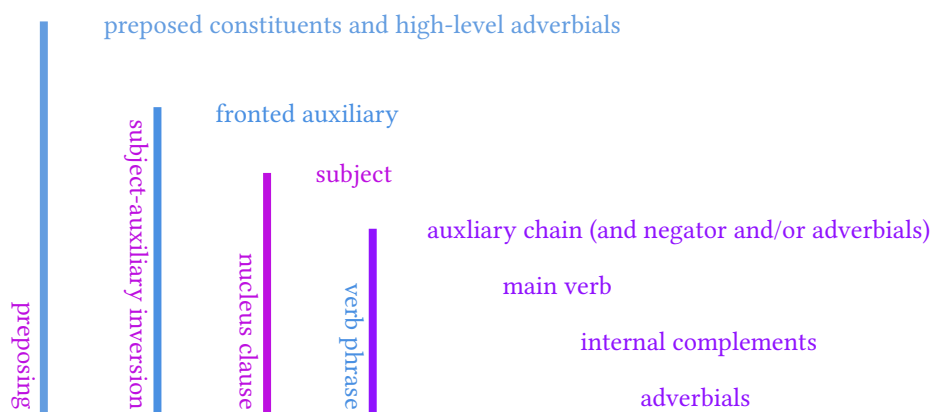 preposed constituents and high-level adverbials
fronted auxiliary
subject
auxliary chain (and negator and/or adverbials)
main verb
internal complements
adverbials
preposing
subject-auxiliary inversion
nucleus clause
verb phrase